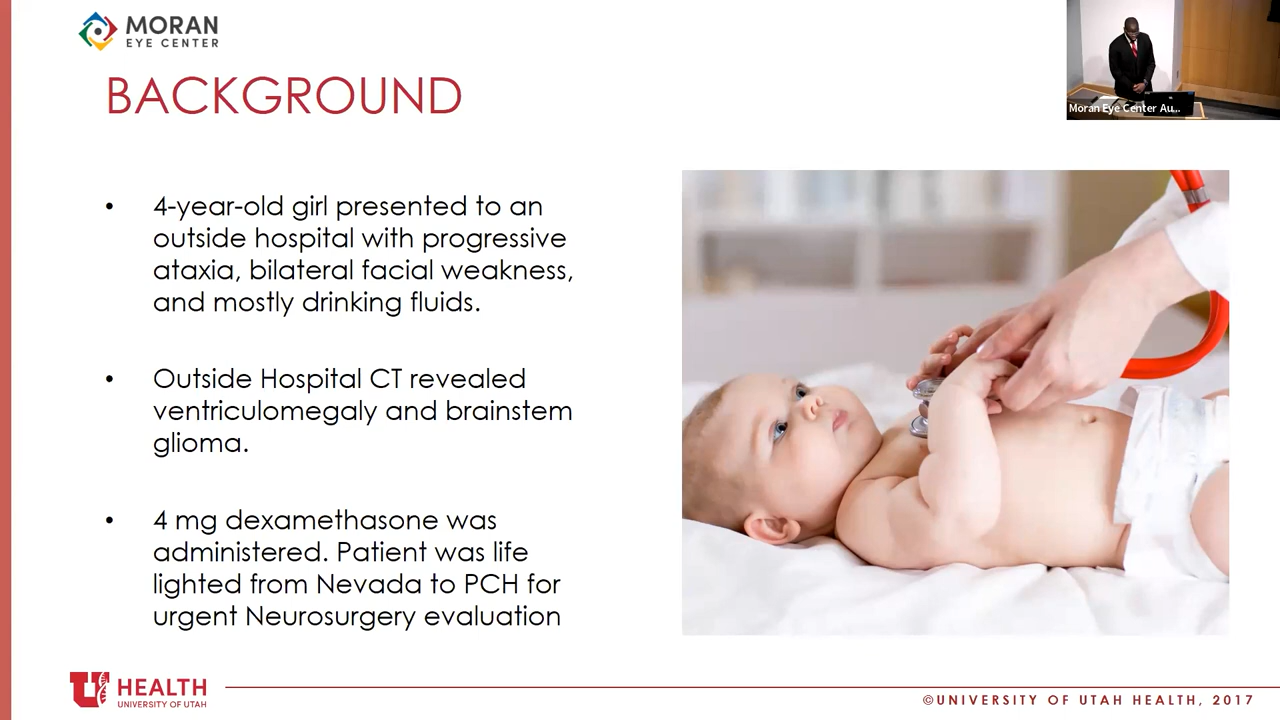 MORAN
EYE CENTER
Moran Eye Center Au...
BACKGROUND
• 4-year-old girl presented to an
outside hospital with progressive
ataxia, bilateral facial weakness,
and mostly drinking fluids.
• Outside Hospital CT revealed
ventriculomegaly and brainstem
glioma.
• 4 mg dexamethasone was
administered. Patient was life
lighted from Nevada to PCH for
urgent Neurosurgery evaluation
U HEALTH
UNIVERSITY OF UTAH
©UNIVERSITY OF UTAH HEALTH, 2017